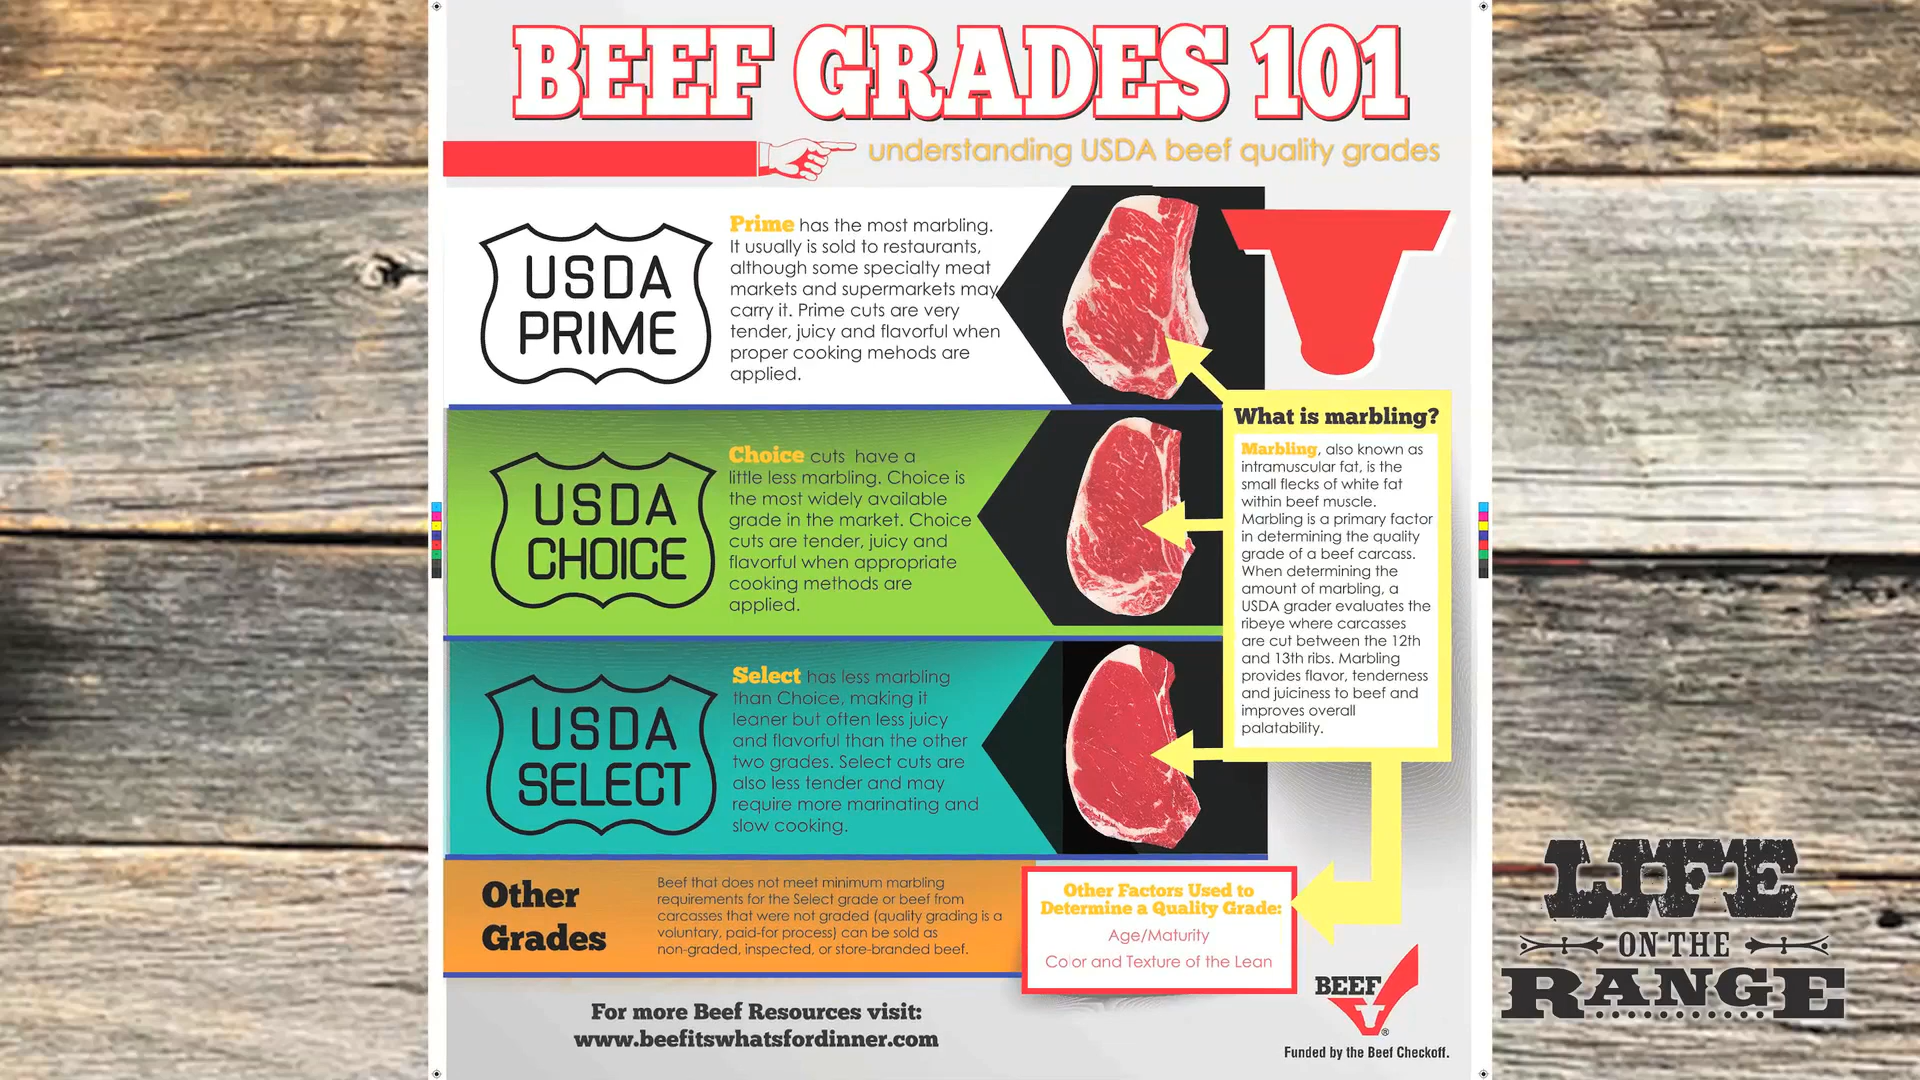 BEEF GRADES 101
understanding USDA beef quality grades
USDA
PRIME
Prime has the most marbling.
It usually is sold to restaurants,
although some specialty meat
markets and supermarkets may
carry it. Prime cuts are very
tender, juicy and flavorful when
proper cooking mehods are
applied.
USDA
CHOICE
Choice cuts have a
little less marbling. Choice is
the most widely available
grade in the market. Choice
cuts are tender, juicy and
flavorful when appropriate
cooking methods are
applied.
USDA
SELECT
Select has less marbling
than Choice, making it
leaner but often less juicy
and flavorful than the other
two grades. Select cuts are
also less tender and may
require more marinating and
slow cooking.
What is marbling?
Marbling, also known as
intramuscular fat, is the
small flecks of white fat
within beef muscle.
Marbling is a primary factor
in determining the quality
grade of a beef carcass.
When determining the
amount of marbling, a
USDA grader evaluates the
ribeye where carcasses
are cut between the 12th
and 13th ribs. Marbling
provides flavor, tenderness
and juiciness to beef and
improves overall
palatability.
Other
Grades
Beef that does not meet minimum marbling
requirements for the Select grade or beef from
carcasses that were not graded (quality grading is a
voluntary, paid-for process) can be sold as
non-graded, inspected, or store-branded beef.
Other Factors Used to
Determine a Quality Grade:
Age/Maturity
Color and Texture of the Lean
For more Beef Resources visit:
www.beefitswhatsfordinner.com
BEEF
®
Funded by the Beef Checkoff.
LIFE
ON THE
RANGE